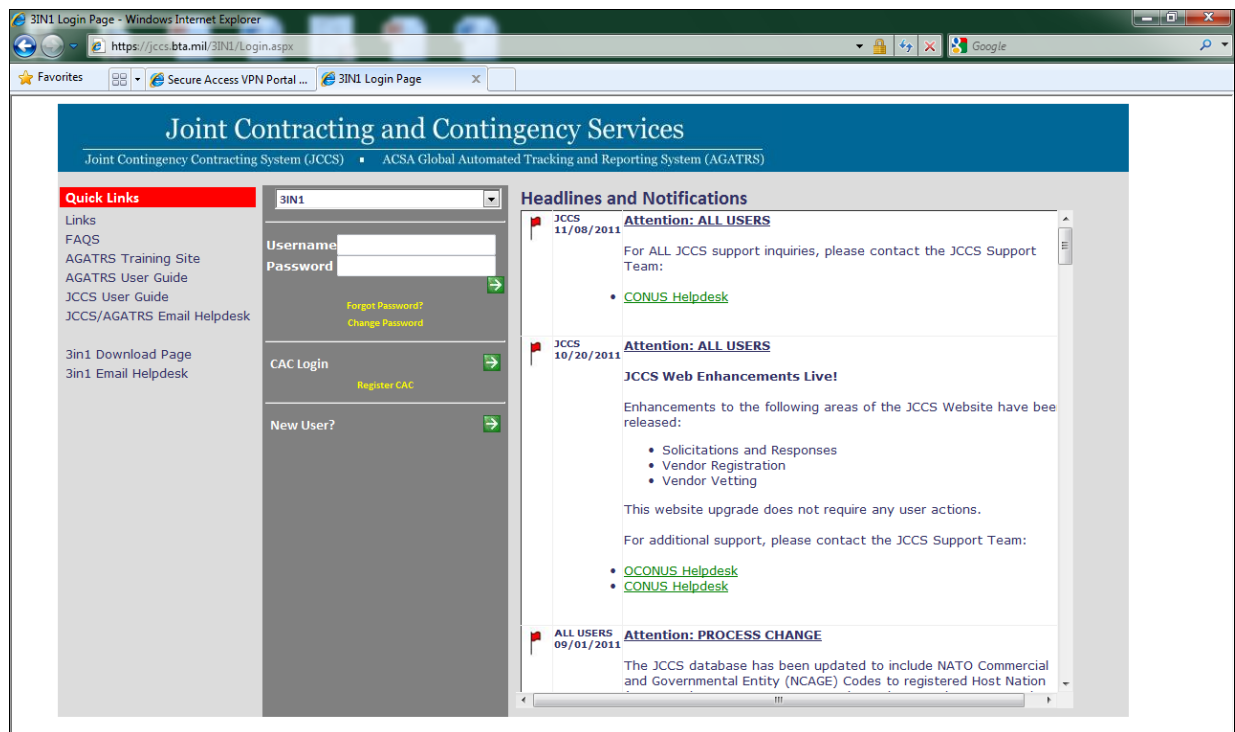 3IN1 Login Page - Windows Internet Explorer
https://jccs.bta.mil/3IN1/Login.aspx
Google
Favorites
Secure Access VPN Portal ...
3IN1 Login Page
X
Joint Contracting and Contingency Services
Joint Contingency Contracting System (JCCS) ▪ ACSA Global Automated Tracking and Reporting System (AGATRS)
Quick Links
Links
FAQS
AGATRS Training Site
AGATRS User Guide
JCCS User Guide
JCCS/AGATRS Email Helpdesk
3in1 Download Page
3in1 Email Helpdesk
3IN1
Username
Password
Forgot Password?
Change Password
CAC Login
Register CAC
New User?
Headlines and Notifications
JCCS
11/08/2011
Attention: ALL USERS
For ALL JCCS support inquiries, please contact the JCCS Support
Team:
• CONUS Helpdesk
JCCS
10/20/2011
Attention: ALL USERS
JCCS Web Enhancements Live!
Enhancements to the following areas of the JCCS Website have bee
released:
• Solicitations and Responses
• Vendor Registration
• Vendor Vetting
This website upgrade does not require any user actions.
For additional support, please contact the JCCS Support Team:
• OCONUS Helpdesk
• CONUS Helpdesk
ALL USERS
09/01/2011
Attention: PROCESS CHANGE
The JCCS database has been updated to include NATO Commercial
and Governmental Entity (NCAGE) Codes to registered Host Nation